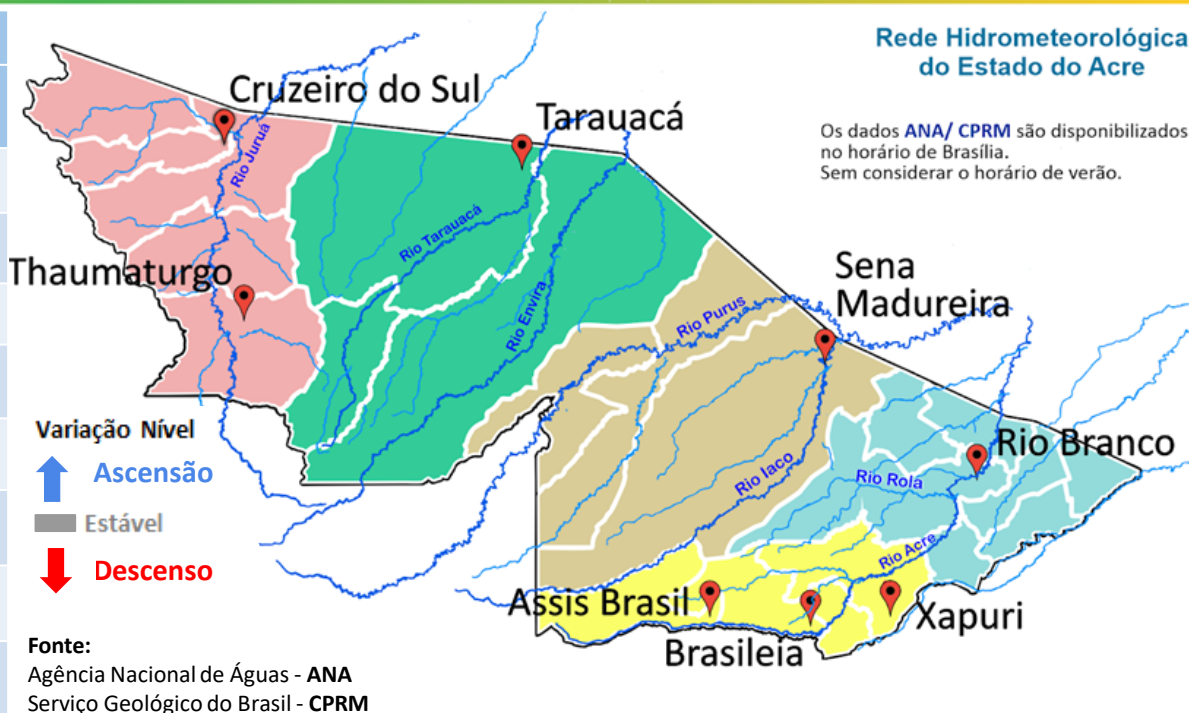 Rede Hidrometeorológica
do Estado do Acre
Os dados ANA/ CPRM são disponibilizados
no horário de Brasília.
Sem considerar o horário de verão.
Cruzeiro do Sul
Tarauacá
Rio Juruá
Rio Tarauacá
Thaumaturgo
Rio Envira
Sena
Madureira
Rio Purus
Variação Nível
Ascensão
Estável
Descenso
Rio Branco
Rio Iaco
Rio Rola
Rio Acre
Assis Brasil
Xapuri
Brasileia
Fonte:
Agência Nacional de Águas - ANA
Serviço Geológico do Brasil - CPRM